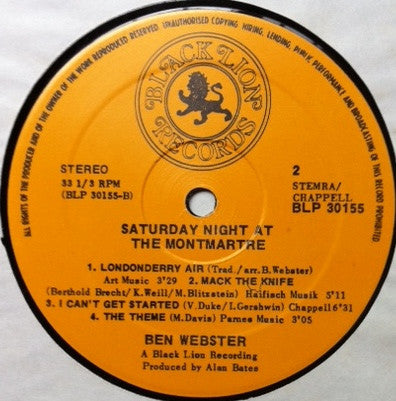 ALL RIGHTS OF THE PRODUCER AND OF THE OWNER OF THE WORK REPRODUCED RESERVED UNAUTHORISED COPYING, HIRING, LENDING, PUBLIC PERFORMANCE AND BROADCASTING OF THIS RECORD PROHIBITED
BLACK LION
RECORDS
STEREO
33 1/3 RPM
(BLP 30155-B)
2
STEMRA/
CHAPPELL
BLP 30155
SATURDAY NIGHT AT
THE MONTMARTRE
1. LONDONDERRY AIR (Trad./arr.B.Webster)
Art Music 3'29 2. MACK THE KNIFE
(Berthold Brecht/K.Weill/M.Blitzstein) Haifisch Musik 5'11
3. I CAN'T GET STARTED (V.Duke/I.Gershwin) Chappell 6'31
4. THE THEME (M.Davis) Pamco Music 3'05
BEN WEBSTER
A Black Lion Recording
Produced by Alan Bates